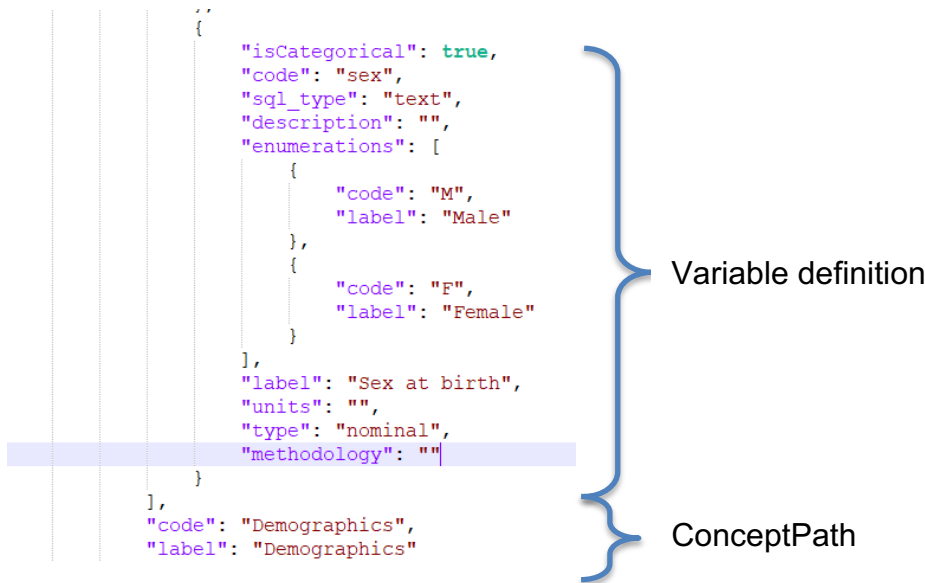 },
{
"isCategorical": true,
"code": "sex",
"sql_type": "text",
"description": "",
"enumerations": [
{
"code": "M",
"label": "Male"
},
{
"code": "F",
"label": "Female"
}
],
"label": "Sex at birth",
"units": "",
"type": "nominal",
"methodology": ""
}
],
"code": "Demographics",
"label": "Demographics"
Variable definition
ConceptPath